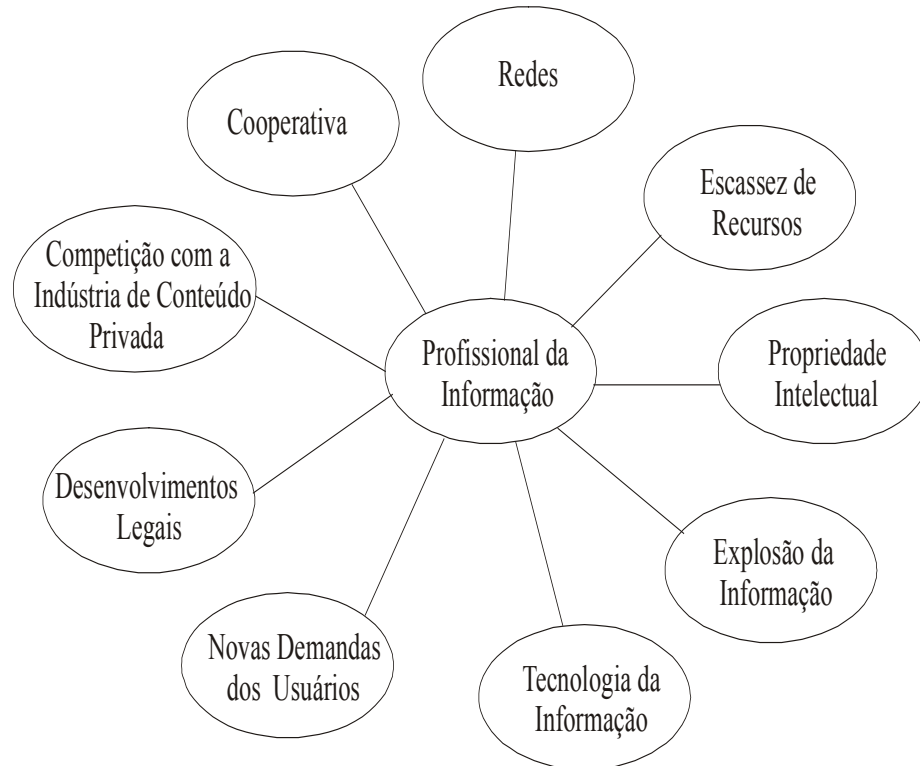 Redes
Cooperativa
Escassez de
Recursos
Competição com a
Indústria de Conteúdo
Privada
Profissional da
Informação
Propriedade
Intelectual
Desenvolvimentos
Legais
Explosão da
Informação
Novas Demandas
dos Usuários
Tecnologia da
Informação